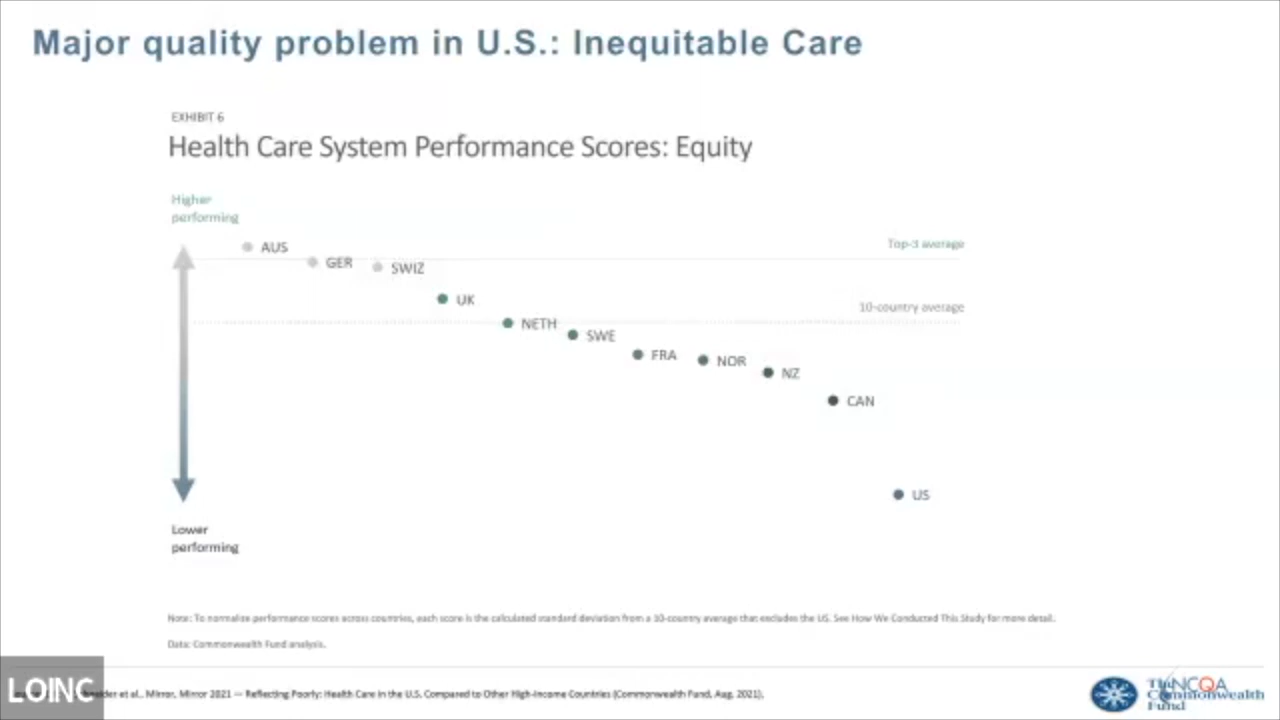 Major quality problem in U.S.: Inequitable Care
EXHIBIT 6
Health Care System Performance Scores: Equity
Higher
performing
AUS
Top-3 average
GER
SWIZ
UK
10-country average
NETH
SWE
FRA
NOR
NZ
CAN
US
Lower
performing
Note: To normalize performance scores across countries, each score is the calculated standard deviation from a 10-country average that excludes the US. See How We Conducted This Study for more detail.
Data: Commonwealth Fund analysis.
LOINC
et al., Mirror, Mirror 2021 — Reflecting Poorly: Health Care in the U.S. Compared to Other High-Income Countries (Commonwealth Fund, Aug. 2021).
The NCQA
Commonwealth
Fund